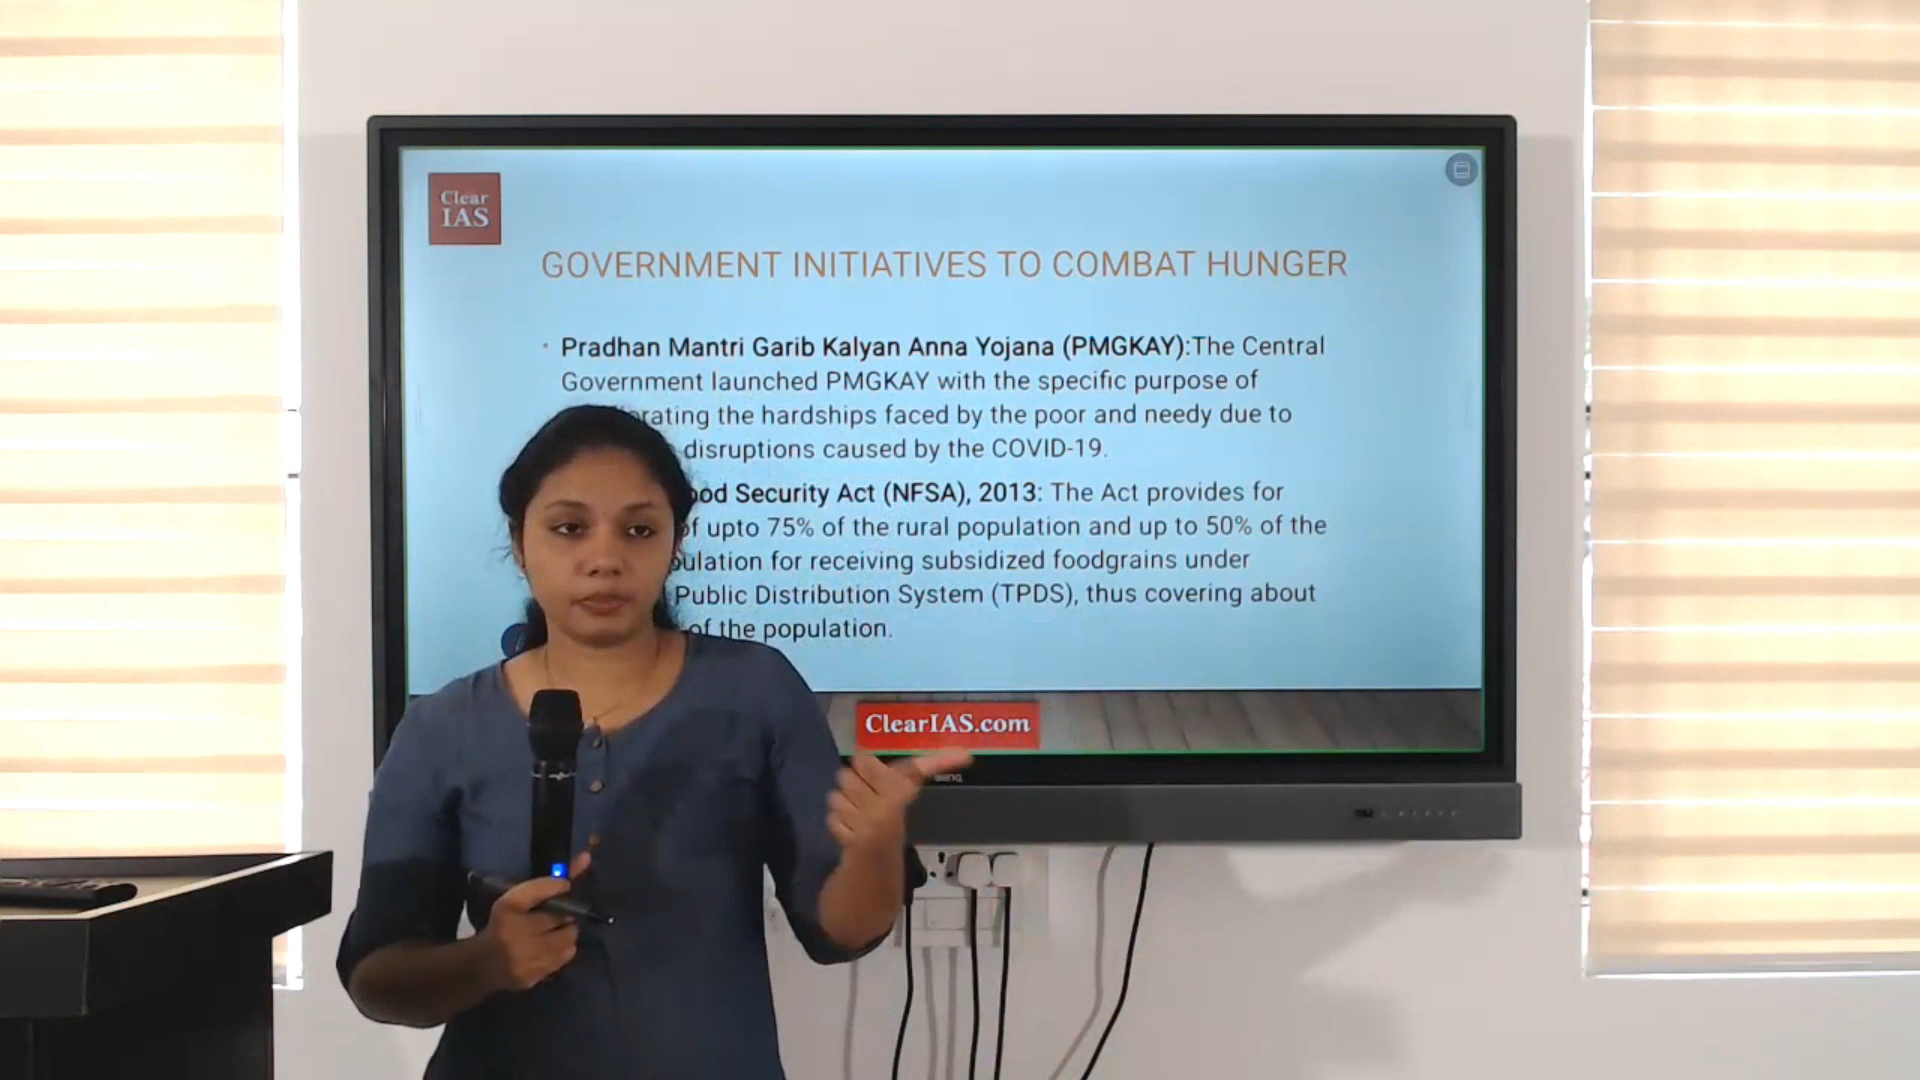 Clear
IAS
GOVERNMENT INITIATIVES TO COMBAT HUNGER
Pradhan Mantri Garib Kalyan Anna Yojana (PMGKAY):The Central
Government launched PMGKAY with the specific purpose of
the hardships faced by the poor and needy due to
disruptions caused by the COVID-19.
Security Act (NFSA), 2013: The Act provides for
upto 75% of the rural population and up to 50% of the
for receiving subsidized foodgrains under
Public Distribution System (TPDS), thus covering about
of the population.
ClearIAS.com
BenQ